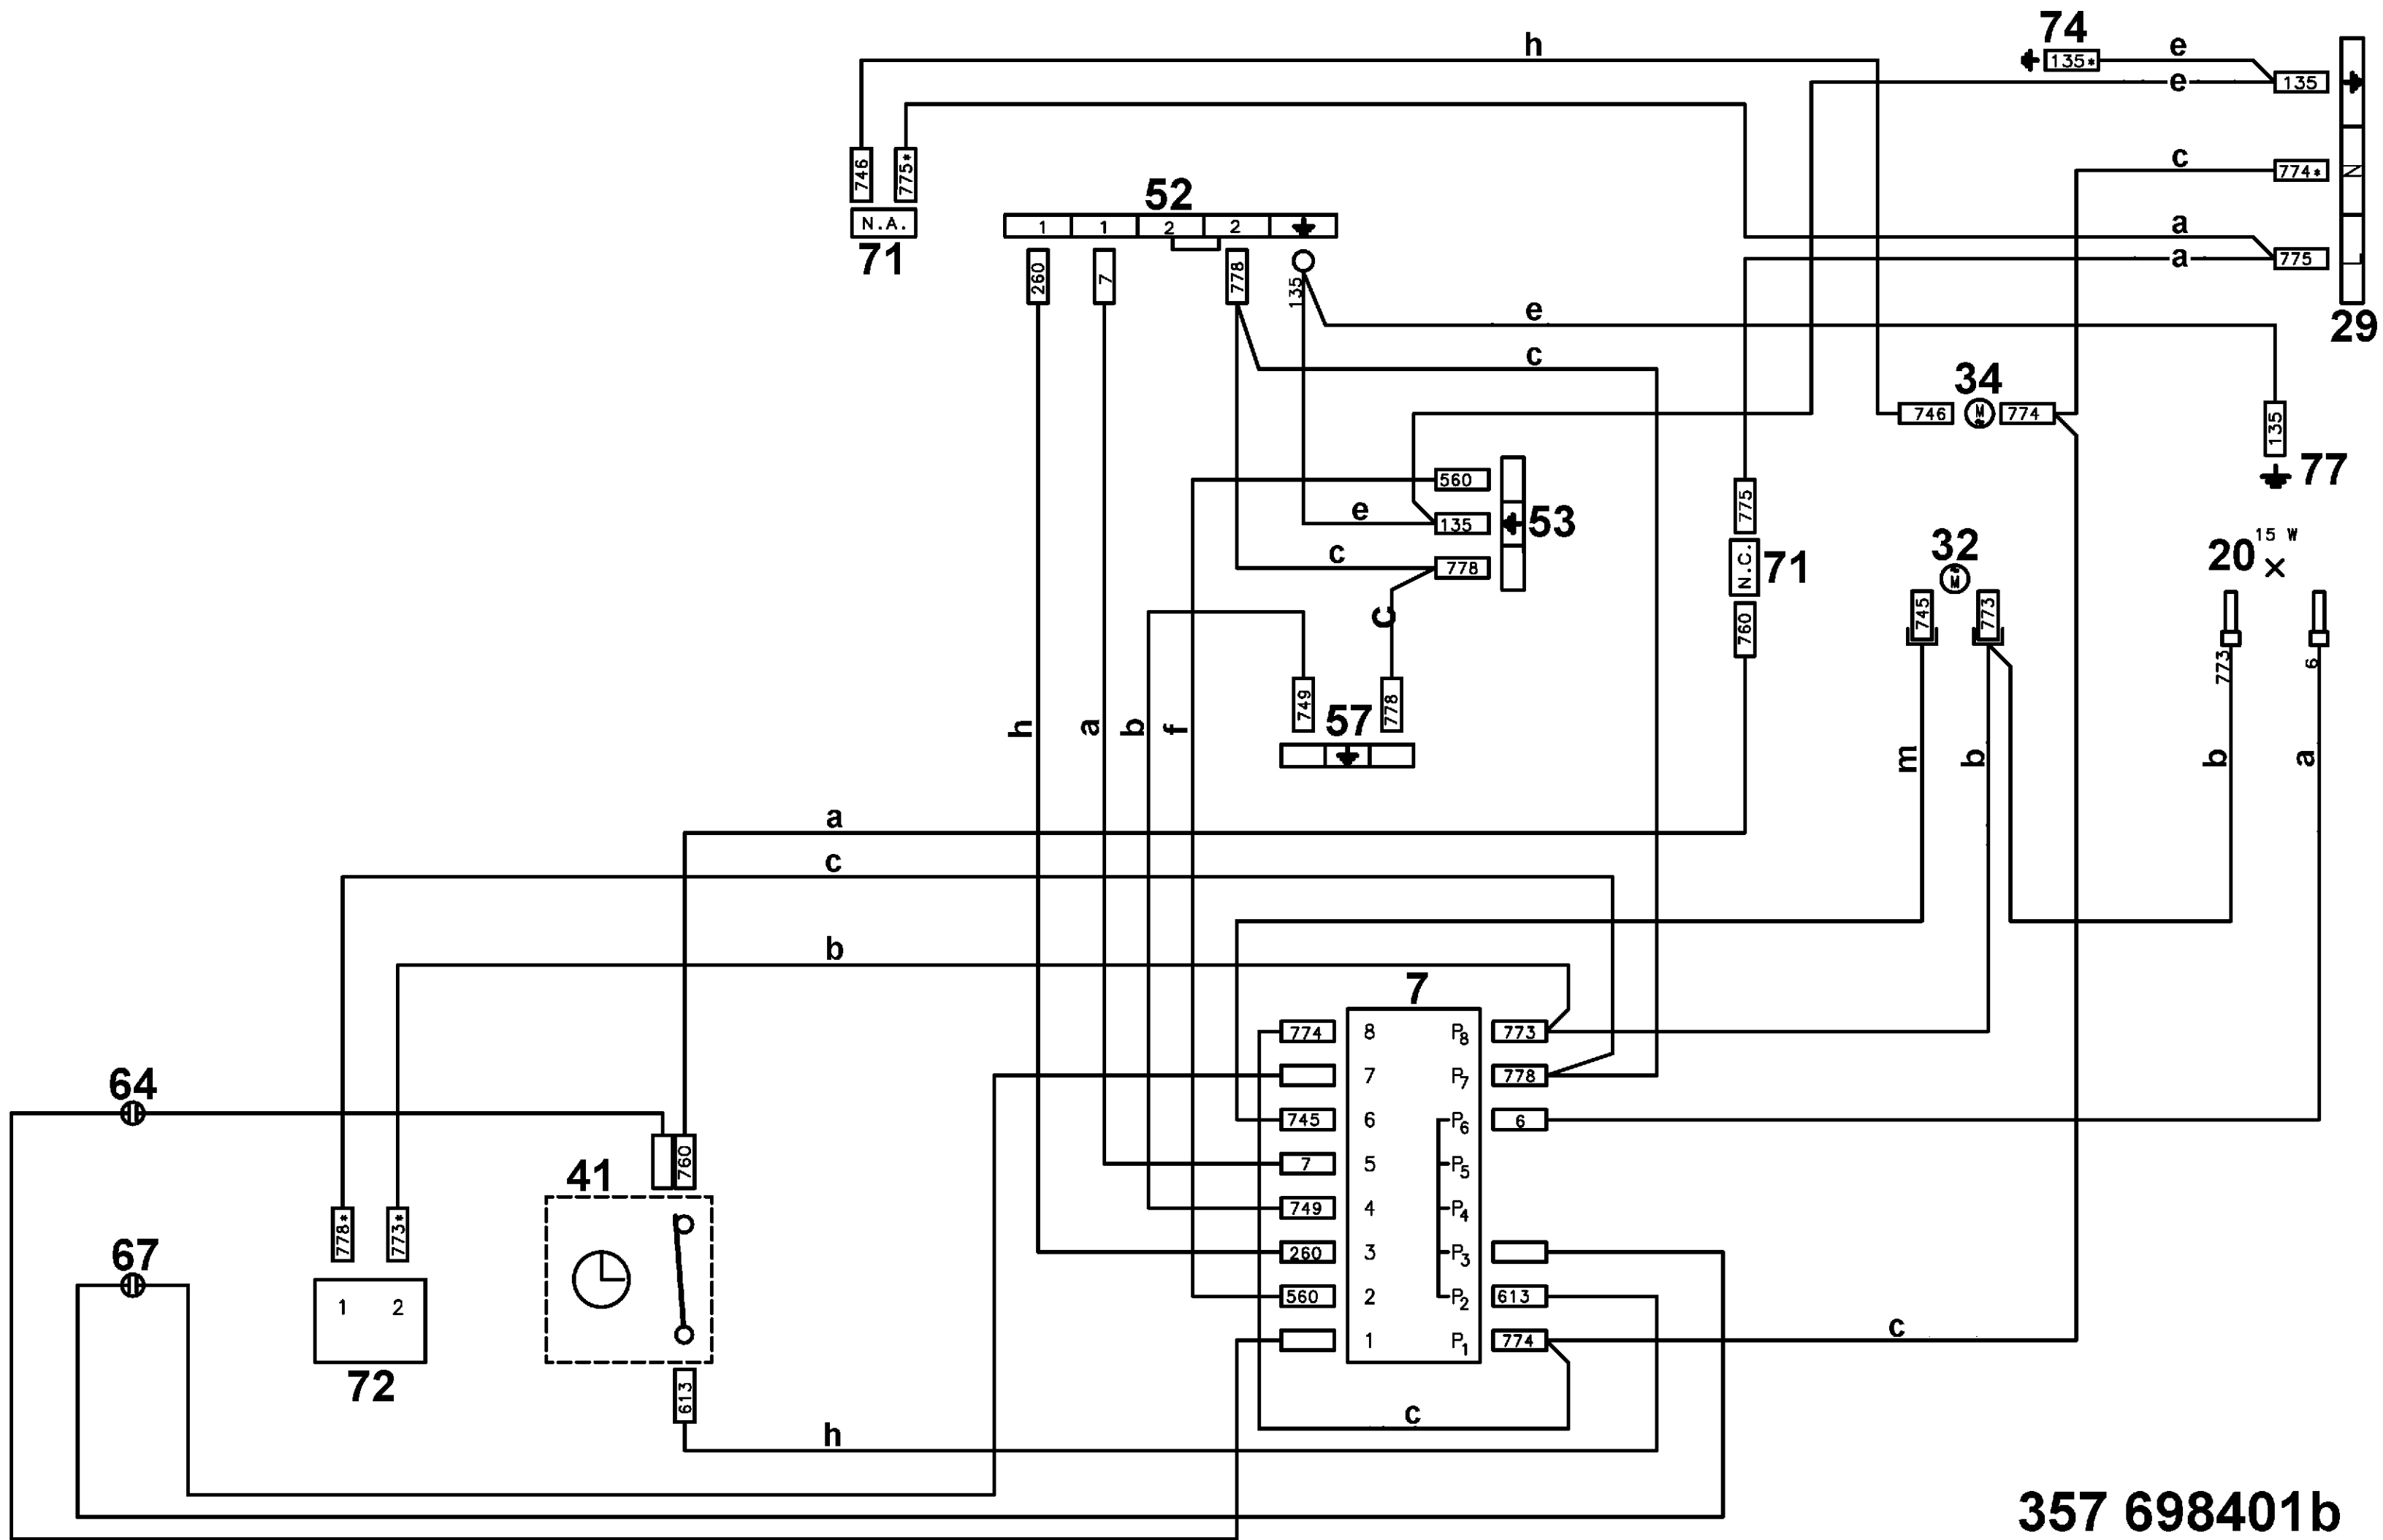 74
h
e
135*
e
135
c
774*
N
746
775*
52
N.A.
1 1 2 2
71
a
a
775
L
260
7
778
135
29
e
c
34
746
M
774
135
77
560
775
e
135
53
c
778
N.C.
71
32
M
15 W
20
c
745
773
760
773
6
749
57
778
h
a
b
f
m
b
b
a
a
c
b
7
774 8 P8 773
7 P7 778
745 6 P6 6
7 5 P5
749 4 P4
260 3 P3
560 2 P2 613
1 P1 774
c
64
760
41
778*
773*
67
1 2
72
613
c
h
357 698401b